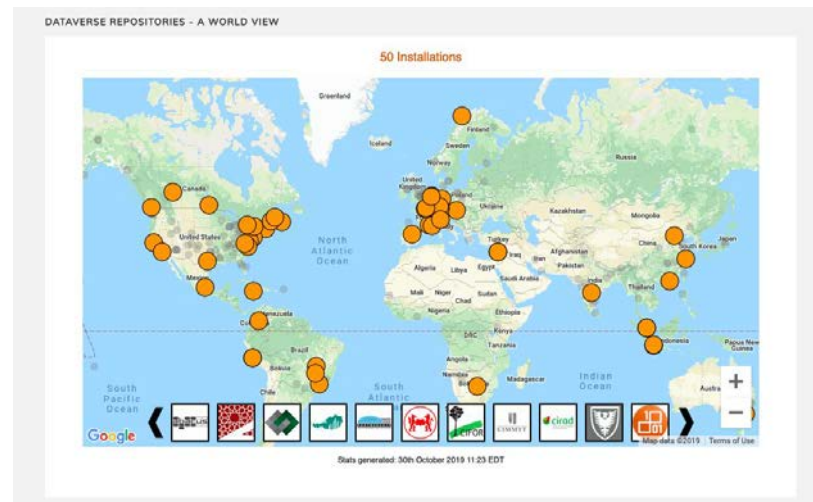 DATAVERSE REPOSITORIES - A WORLD VIEW
50 Installations
Greenland
Iceland
Finland
Sweden
Norway
Russia
United
Kingdom
Poland
Canada
Ukraine
Kazakhstan
Mongolia
United States
North
Atlantic
Ocean
Turkey
China
South Korea
Japan
Iraq
Iran
Afghanistan
Pakistan
Algeria
Libya
Egypt
Saudi Arabia
India
Thailand
Mali
Niger
Chad
Sudan
Nigeria
Ethiopia
DRC
Kenya
Tanzania
Papua New
Guinea
Brazil
Bolivia
Angola
Namibia
Madagascar
Chile
South
Pacific
Ocean
South
Atlantic
Indian
Ocean
+
−
CIFOR
CIMMYT
cirad
Google
Map data ©2019
Terms of Use
Stats generated: 30th October 2019 11:23 EDT